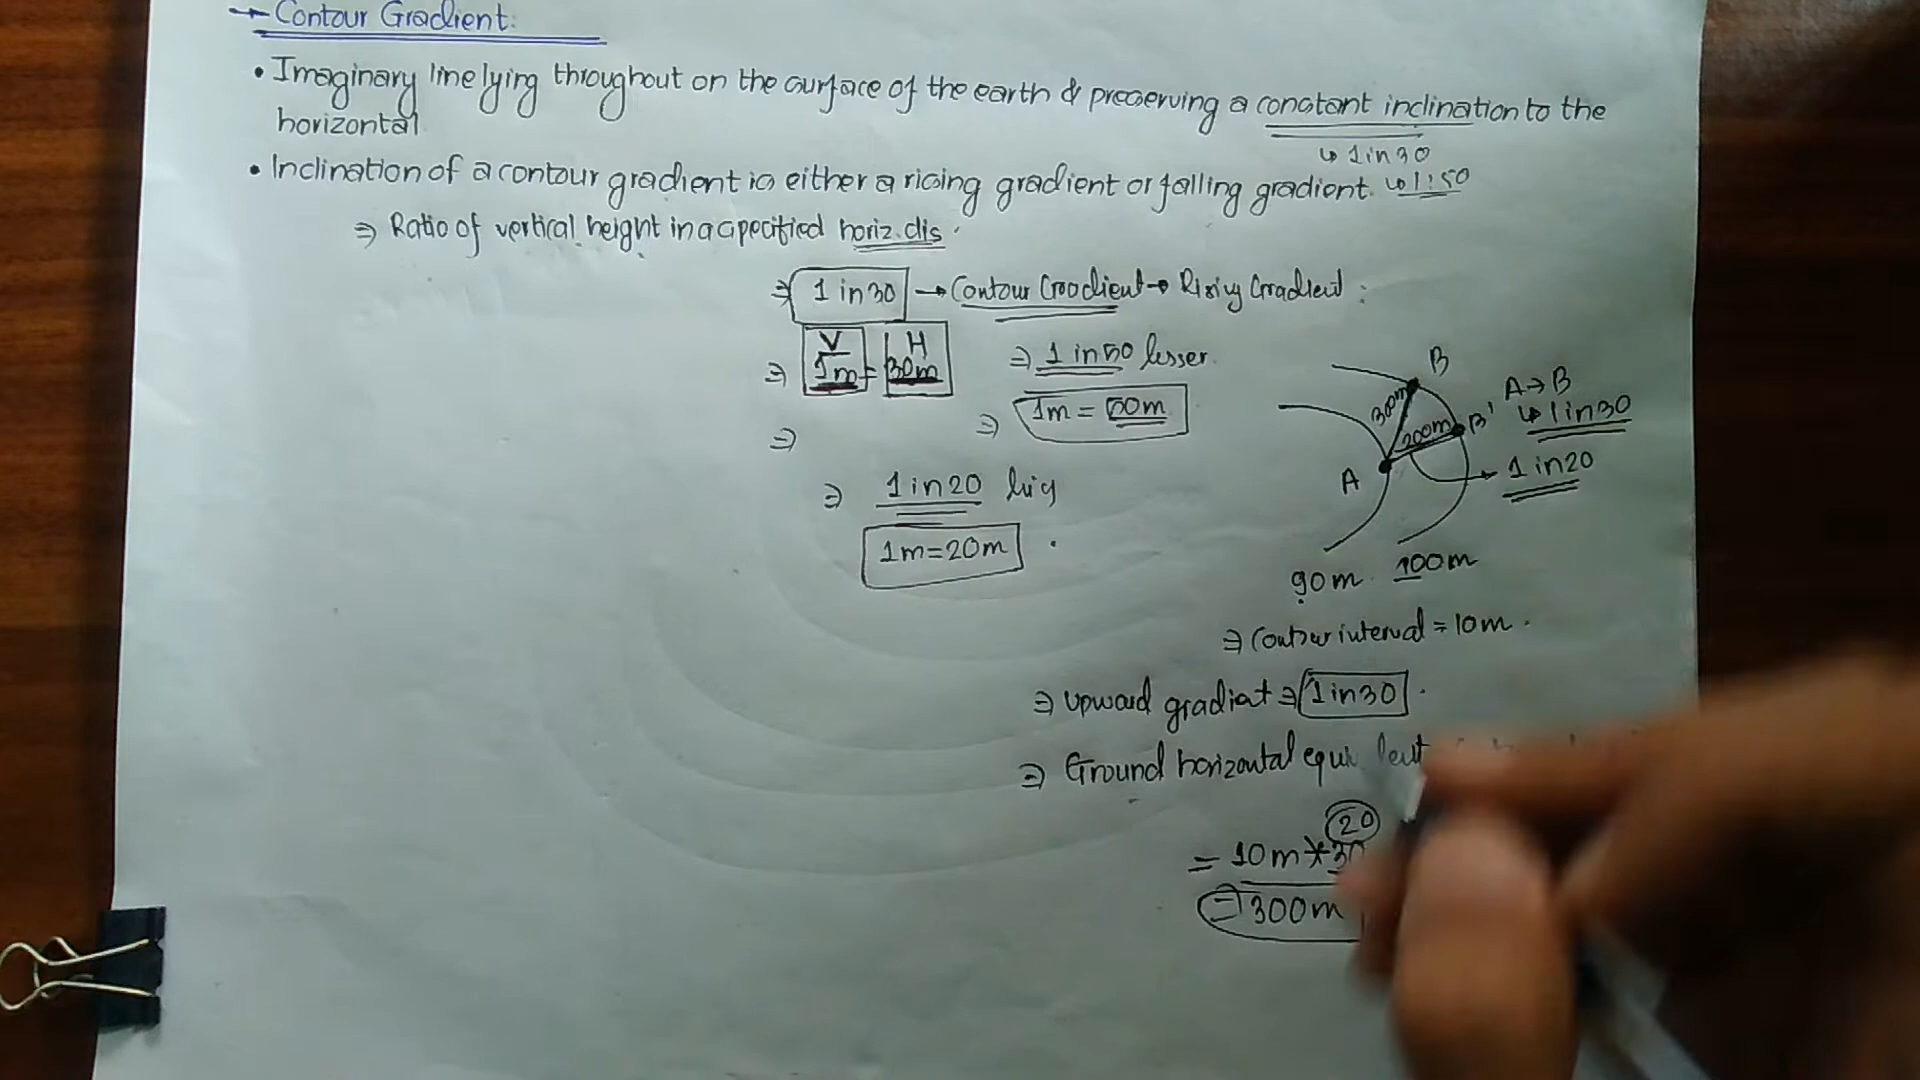 → Contour Gradient:
• Imaginary line lying throughout on the surface of the earth & preserving a constant inclination to the
horizontal
↳ 1 in 30
• Inclination of a contour gradient is either a rising gradient or falling gradient. ↳ 1:50
⇒ Ratio of vertical height in a specified horiz. dis.
⇒ 1 in 30 → Contour Gradient → Rising Gradient:
V H
⇒ 1m = 30m
⇒ 1 in 50 lesser.
⇒ 1m = 50m
⇒
⇒ 1 in 20 hig
1m = 20m
B
A → B
300m
↳ 1 in 30
B'
200m
1 in 20
A
90m 100m
⇒ Contour interval = 10m.
⇒ upward gradiat ⇒ 1 in 30.
⇒ Ground horizontal
20
= 10m * 30
= 300m